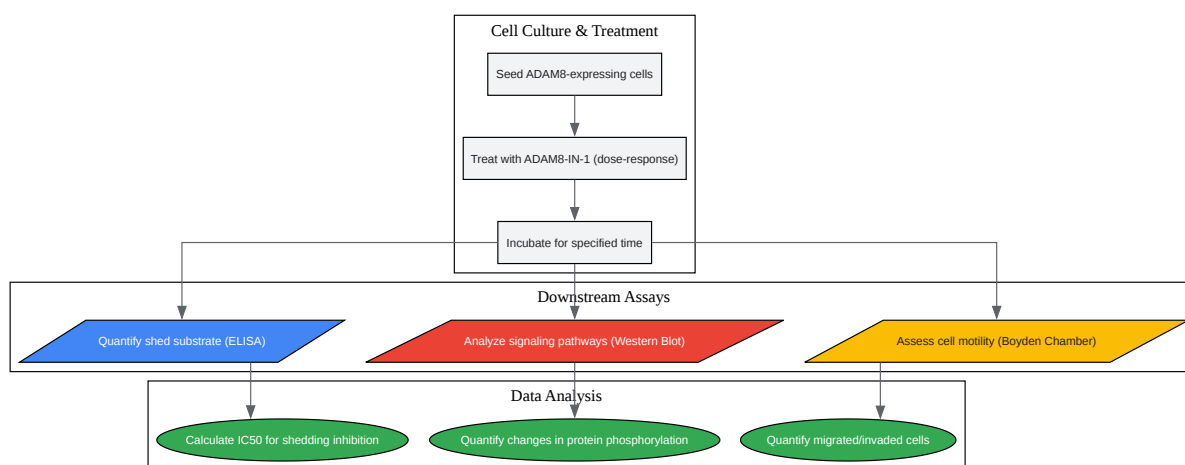 Cell Culture & Treatment
Seed ADAM8-expressing cells
Treat with ADAM8-IN-1 (dose-response)
Incubate for specified time
Downstream Assays
Quantify shed substrate (ELISA)
Analyze signaling pathways (Western Blot)
Assess cell motility (Boyden Chamber)
Data Analysis
Calculate IC50 for shedding inhibition
Quantify changes in protein phosphorylation
Quantify migrated/invaded cells